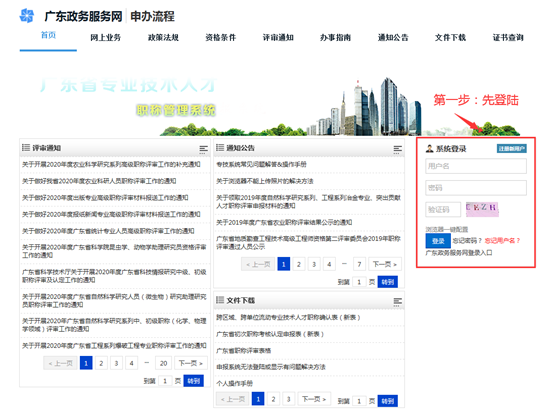 广东政务服务网 申办流程
首页 网上业务 政策法规 资格条件 评审通知 办事指南 通知公告 文件下载 证书查询
广东省专业技术人才
职称管理系统
第一步：先登陆
评审通知
关于开展2020年度农业科学研究系列高级职称评审工作的补充通知
关于做好我省2020年度农业科研人员职称评审工作的通知
关于做好2020年度出版专业高级职称评审材料报送工作的通知
关于做好2020年度报纸新闻专业高级职称评审材料报送工作的通知
关于做好2020年度广东省统计专业人员高级职称评审工作的通知
关于开展2020年度广东省科学院昆虫学、动物学助理研究员资格评审
工作的通知
广东省科学技术厅关于开展2020年度广东省科技情报研究中级、初级
职称评审及认定工作的通知
关于开展2020年度广东省自然科学研究人员（微生物）研究助理研究
员职称评审工作的通知
关于开展2020年广东省自然科学研究系列中、初级职称（化学、物理
学领域）评审工作的通知
关于开展2020年度广东省工程系列爆破工程专业职称评审工作的通知
< 上一页 1 2 3 4 ... 20 下一页 >
到第 1 页 转到
通知公告
专技系统常见问题解答及操作手册
关于浏览器不能上传照片的解决方法
关于领取2019年度自然科学研究系列、工程系列冶金专业、突出贡献
人才职称评审申报材料的通知
关于2019年度广东省农业职称评审结果公示的通知
广东省地质勘查工程技术高级工程师资格第二评审委员会2019年职称
评审通过人员公示
< 上一页 1 2 3 4 ... 7 下一页 >
到第 1 页 转到
文件下载
跨区域、跨单位流动专业技术人才职称确认表（新表）
广东省初次职称考核认定申报表（新表）
广东省职称评审表格
申报系统无法登陆或显示有问题解决方法
个人操作手册
< 上一页 1 2 3 4 下一页 >
到第 1 页 转到
系统登录 注册新用户
用户名
密码
验证码
浏览器一键配置
登录 忘记密码？ 忘记用户名？
广东政务服务网登录入口